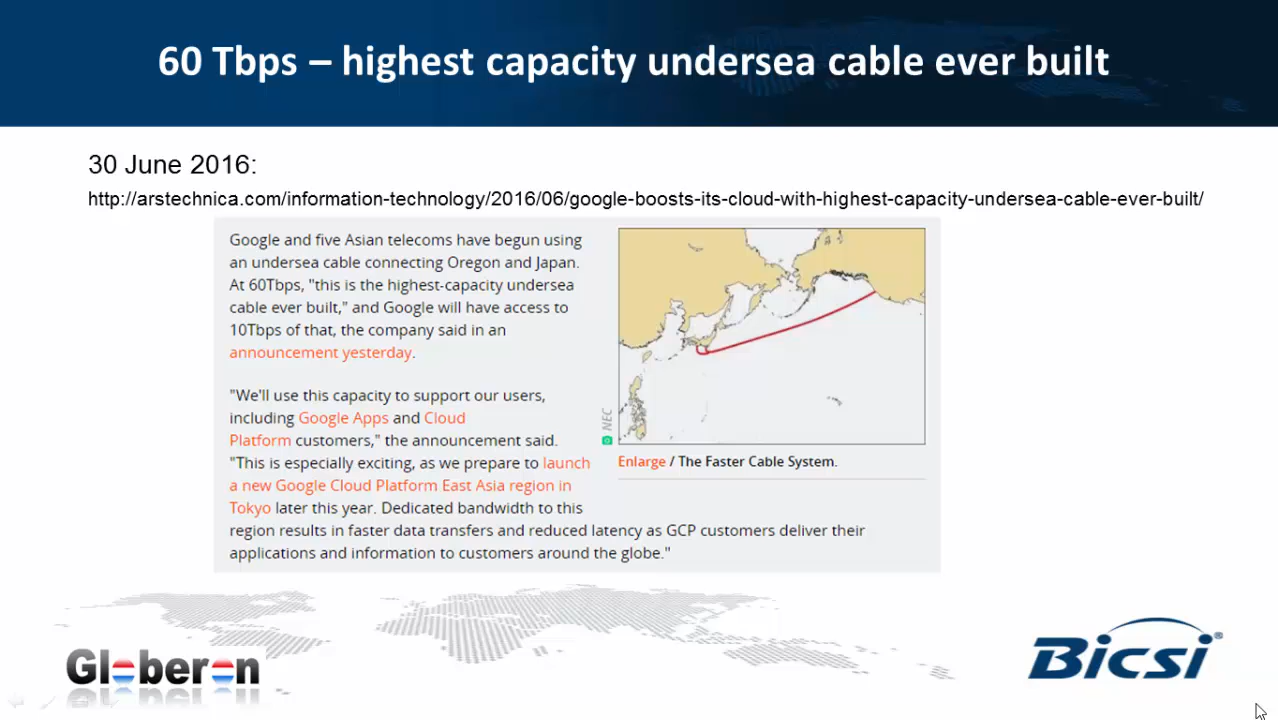 60 Tbps – highest capacity undersea cable ever built
30 June 2016:
http://arstechnica.com/information-technology/2016/06/google-boosts-its-cloud-with-highest-capacity-undersea-cable-ever-built/
Google and five Asian telecoms have begun using
an undersea cable connecting Oregon and Japan.
At 60Tbps, "this is the highest-capacity undersea
cable ever built," and Google will have access to
10Tbps of that, the company said in an
announcement yesterday.
"We'll use this capacity to support our users,
including Google Apps and Cloud
Platform customers," the announcement said.
"This is especially exciting, as we prepare to launch
a new Google Cloud Platform East Asia region in
Tokyo later this year. Dedicated bandwidth to this
region results in faster data transfers and reduced latency as GCP customers deliver their
applications and information to customers around the globe."
NEC
Enlarge / The Faster Cable System.
Globeron
Bicsi®